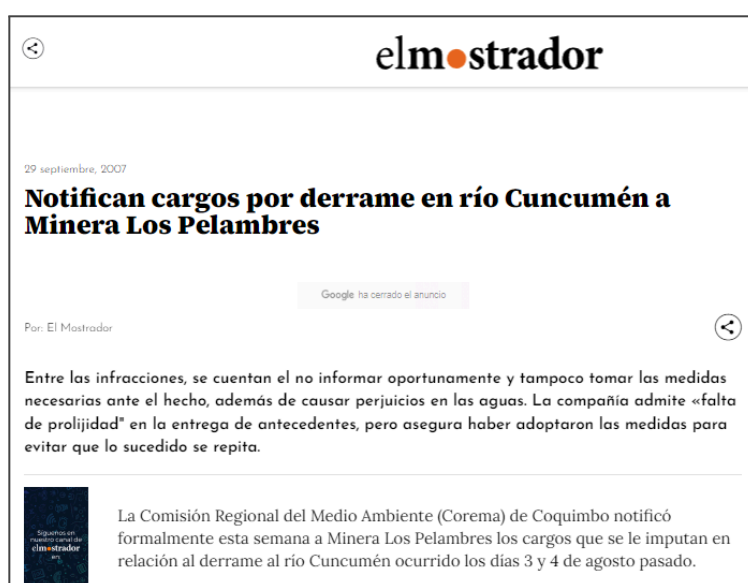 elmostrador
29 septiembre, 2007
Notifican cargos por derrame en río Cuncumén a
Minera Los Pelambres
Google ha cerrado el anuncio
Por: El Mostrador
Entre las infracciones, se cuentan el no informar oportunamente y tampoco tomar las medidas
necesarias ante el hecho, además de causar perjuicios en las aguas. La compañía admite «falta
de prolijidad" en la entrega de antecedentes, pero asegura haber adoptaron las medidas para
evitar que lo sucedido se repita.
Síguenos en
nuestro canal de
elmostrador
en:
La Comisión Regional del Medio Ambiente (Corema) de Coquimbo notificó
formalmente esta semana a Minera Los Pelambres los cargos que se le imputan en
relación al derrame al río Cuncumén ocurrido los días 3 y 4 de agosto pasado.